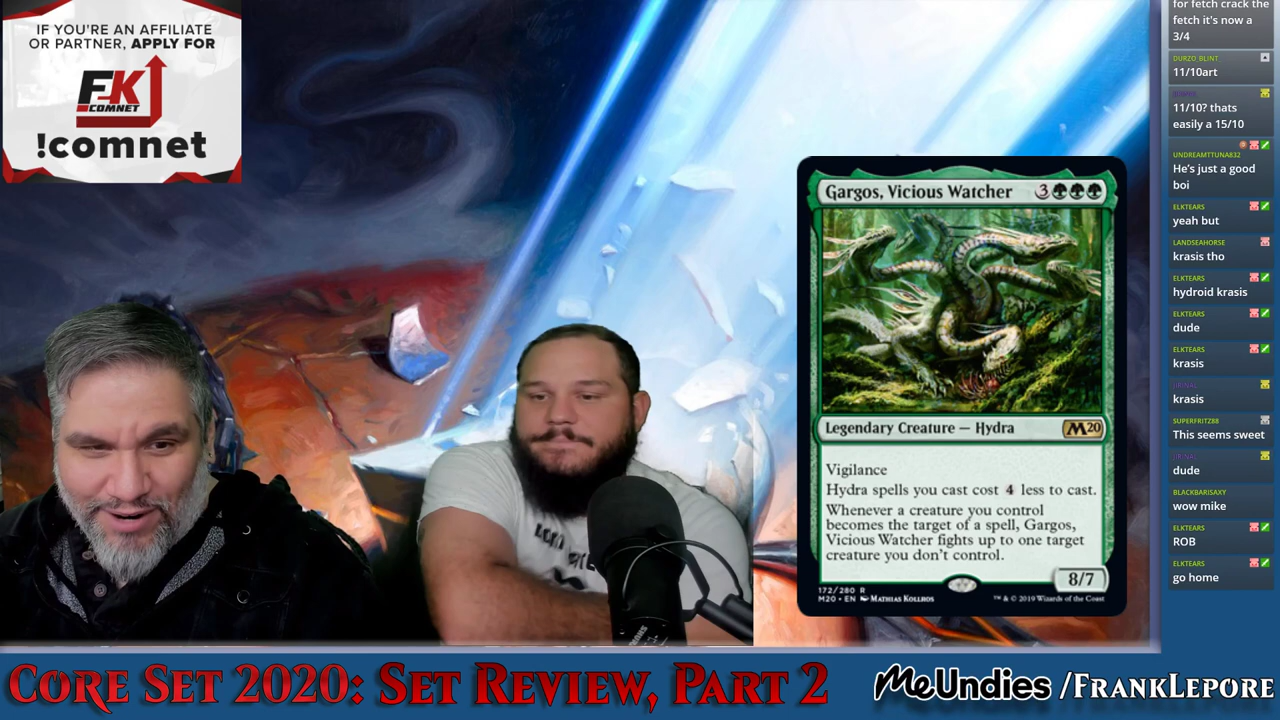 IF YOU'RE AN AFFILIATE
OR PARTNER, APPLY FOR
FK
COMNET
!comnet
Gargos, Vicious Watcher 3
Legendary Creature — Hydra M20
Vigilance
Hydra spells you cast cost 4 less to cast.
Whenever a creature you control
becomes the target of a spell, Gargos,
Vicious Watcher fights up to one target
creature you don't control.
8/7
172/280 R
M20 • EN MATHIAS KOLLROS
™ & © 2019 Wizards of the Coast
for fetch crack the
fetch it's now a
3/4
DURZO_BLINT
11/10art
11/10? thats
easily a 15/10
UNDREAMTTUNA832
He's just a good
boi
ELKTEARS
yeah but
LANDSEAHORSE
krasis tho
ELKTEARS
hydroid krasis
ELKTEARS
dude
ELKTEARS
krasis
krasis
SUPERFRITZ88
This seems sweet
dude
BLACKBARISAXY
wow mike
ELKTEARS
ROB
ELKTEARS
go home
CORE SET 2020: SET REVIEW, PART 2
MeUndies /FRANKLEPORE